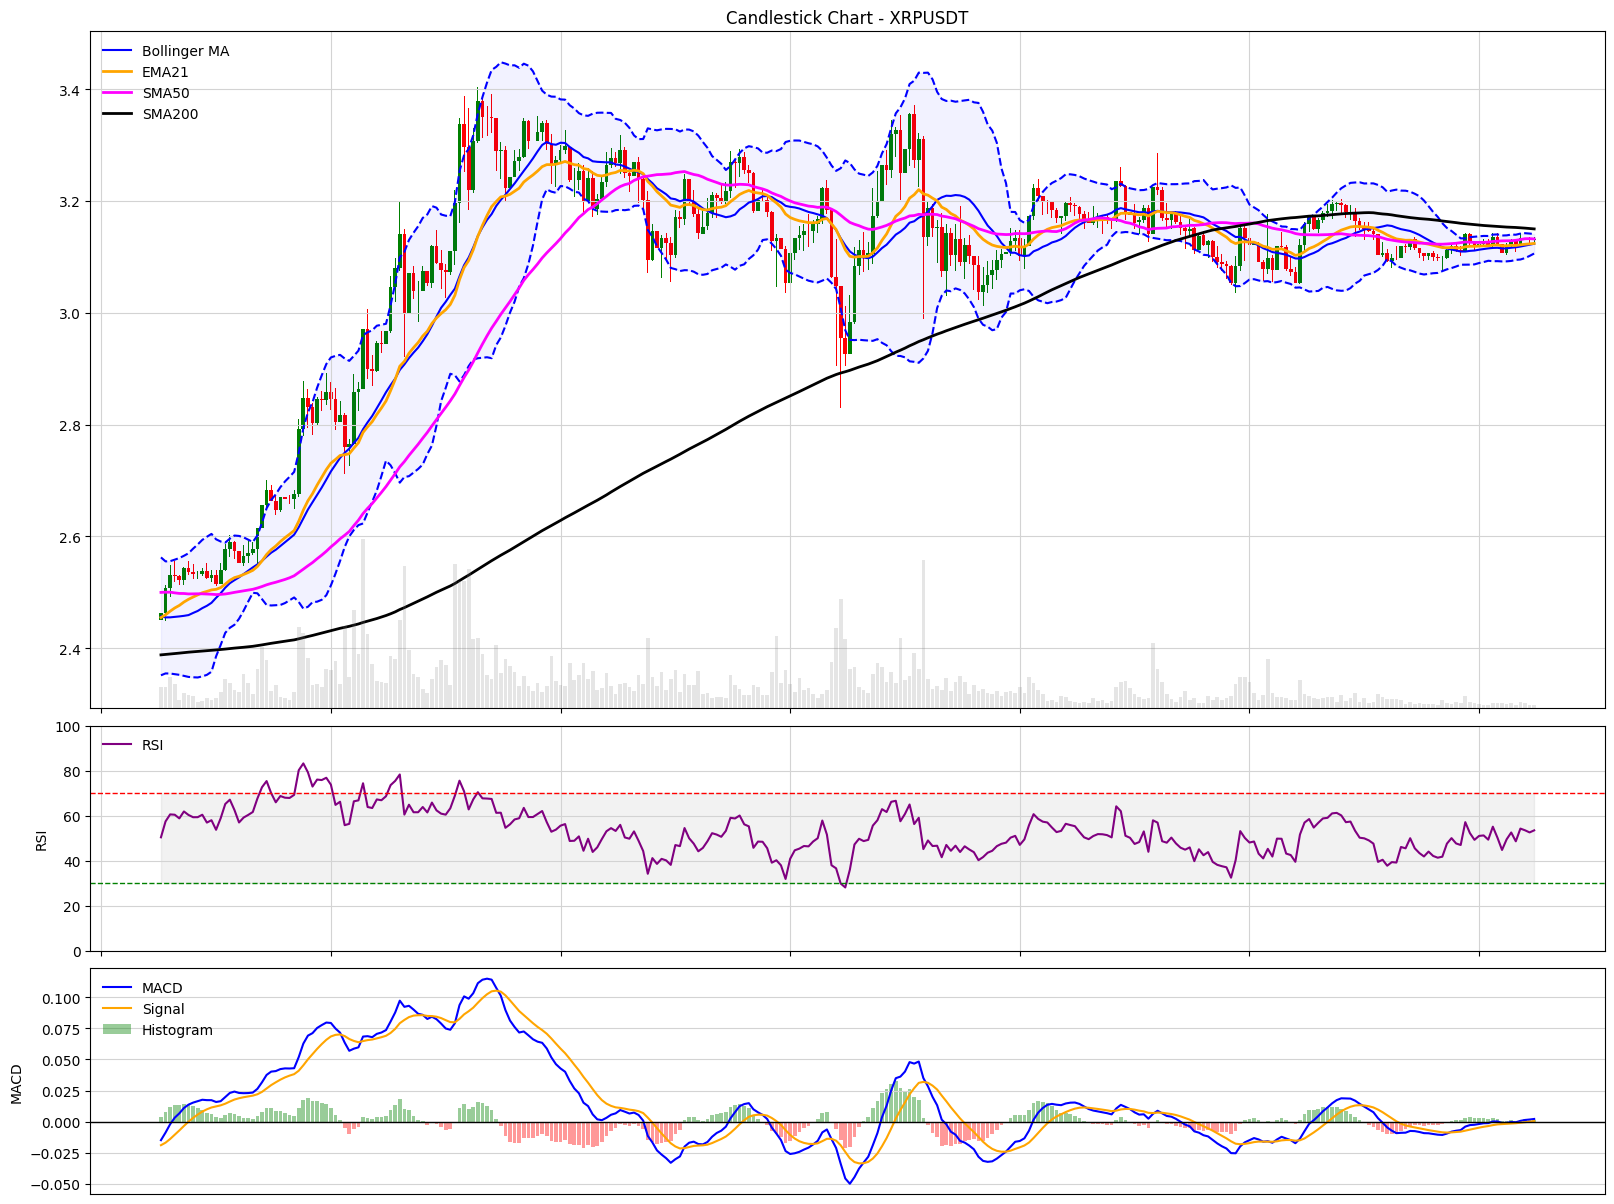 Candlestick Chart - XRPUSDT
Bollinger MA
EMA21
SMA50
SMA200
3.4
3.2
3.0
2.8
2.6
2.4
RSI
100
80
60
40
20
0
RSI
MACD
Signal
Histogram
0.100
0.075
0.050
0.025
0.000
−0.025
−0.050
MACD